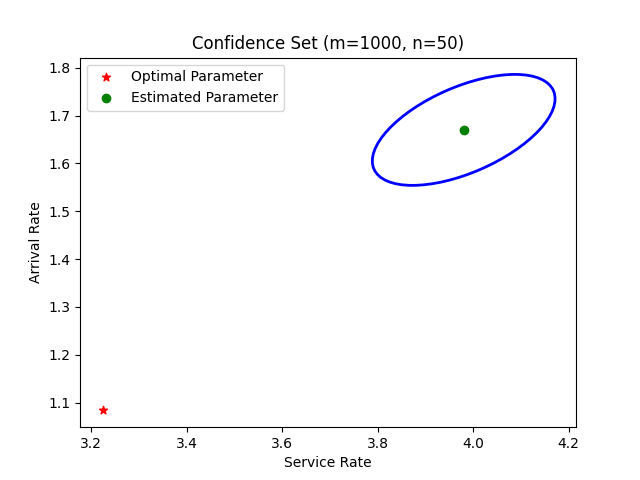 Confidence Set (m=1000, n=50)
Optimal Parameter
Estimated Parameter
Arrival Rate
1.8
1.7
1.6
1.5
1.4
1.3
1.2
1.1
3.2 3.4 3.6 3.8 4.0 4.2
Service Rate